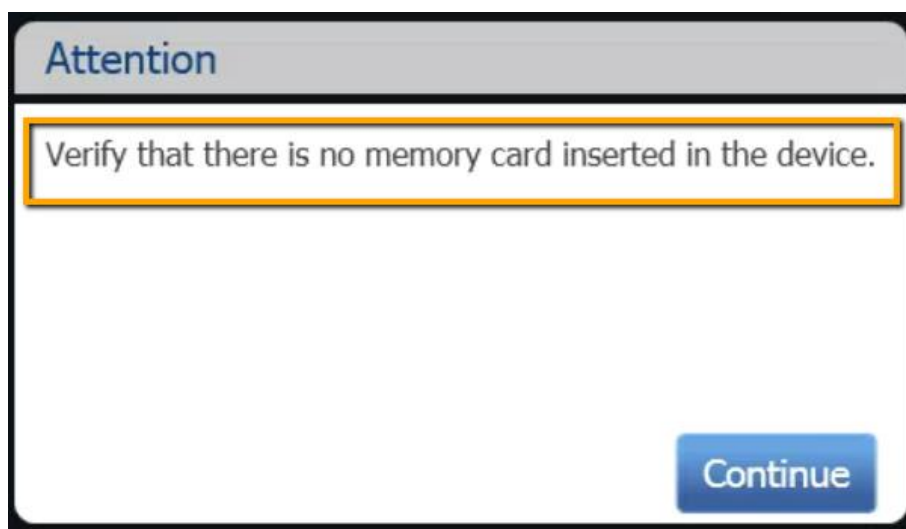 Attention
Verify that there is no memory card inserted in the device.
Continue